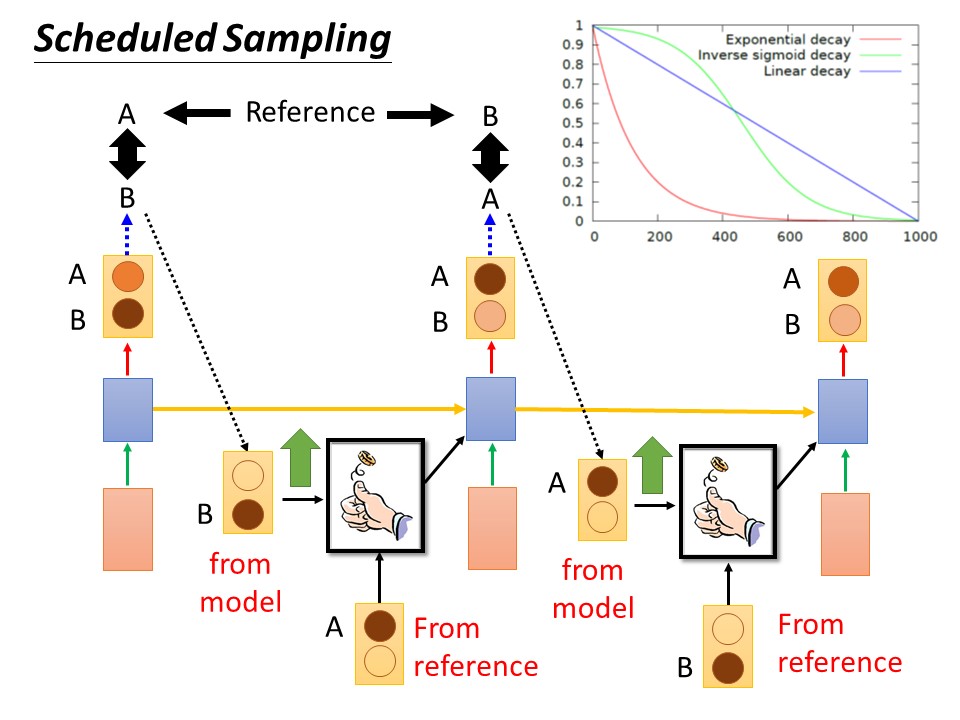 Scheduled Sampling
1
0.9
0.8
0.7
0.6
0.5
0.4
0.3
0.2
0.1
0
0 200 400 600 800 1000
Exponential decay
Inverse sigmoid decay
Linear decay
A Reference B
B A
A A A
B B B
B A
from
model
from
model
A
From
reference
B
From
reference